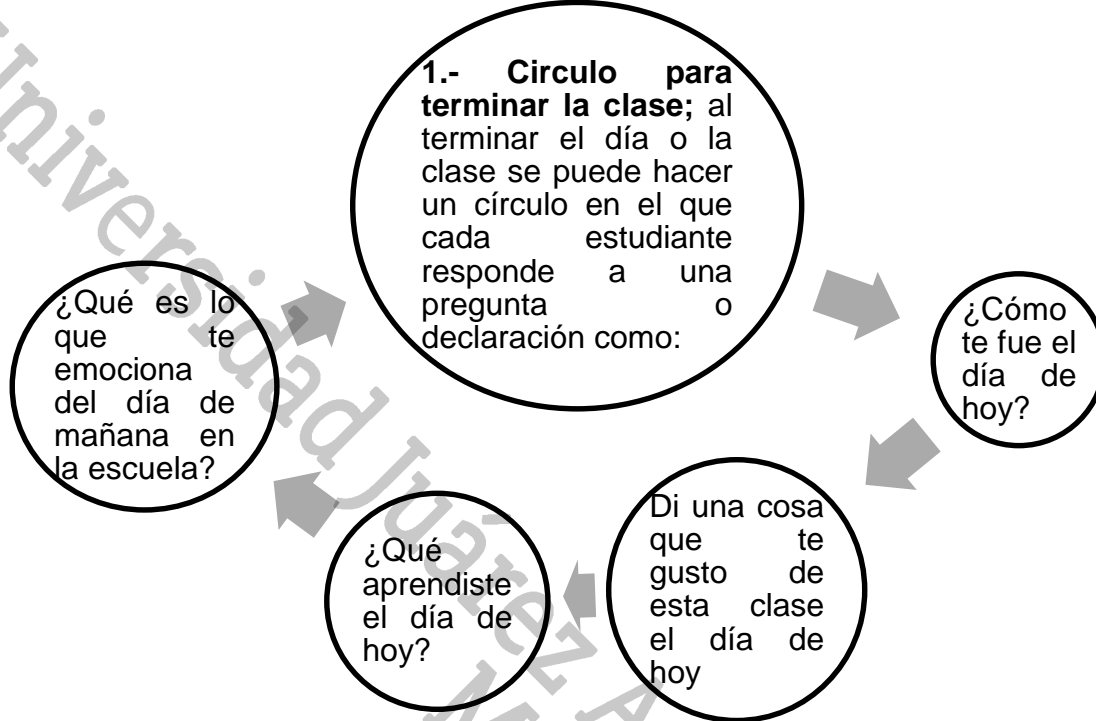 1.- Circulo para
terminar la clase; al
terminar el día o la
clase se puede hacer
un círculo en el que
cada estudiante
responde a una
pregunta o
declaración como:
¿Cómo
te fue el
día de
hoy?
Di una cosa
que te
gusto de
esta clase
el día de
hoy
¿Qué
aprendiste
el día de
hoy?
¿Qué es lo
que te
emociona
del día de
mañana en
la escuela?
Universidad Juárez A